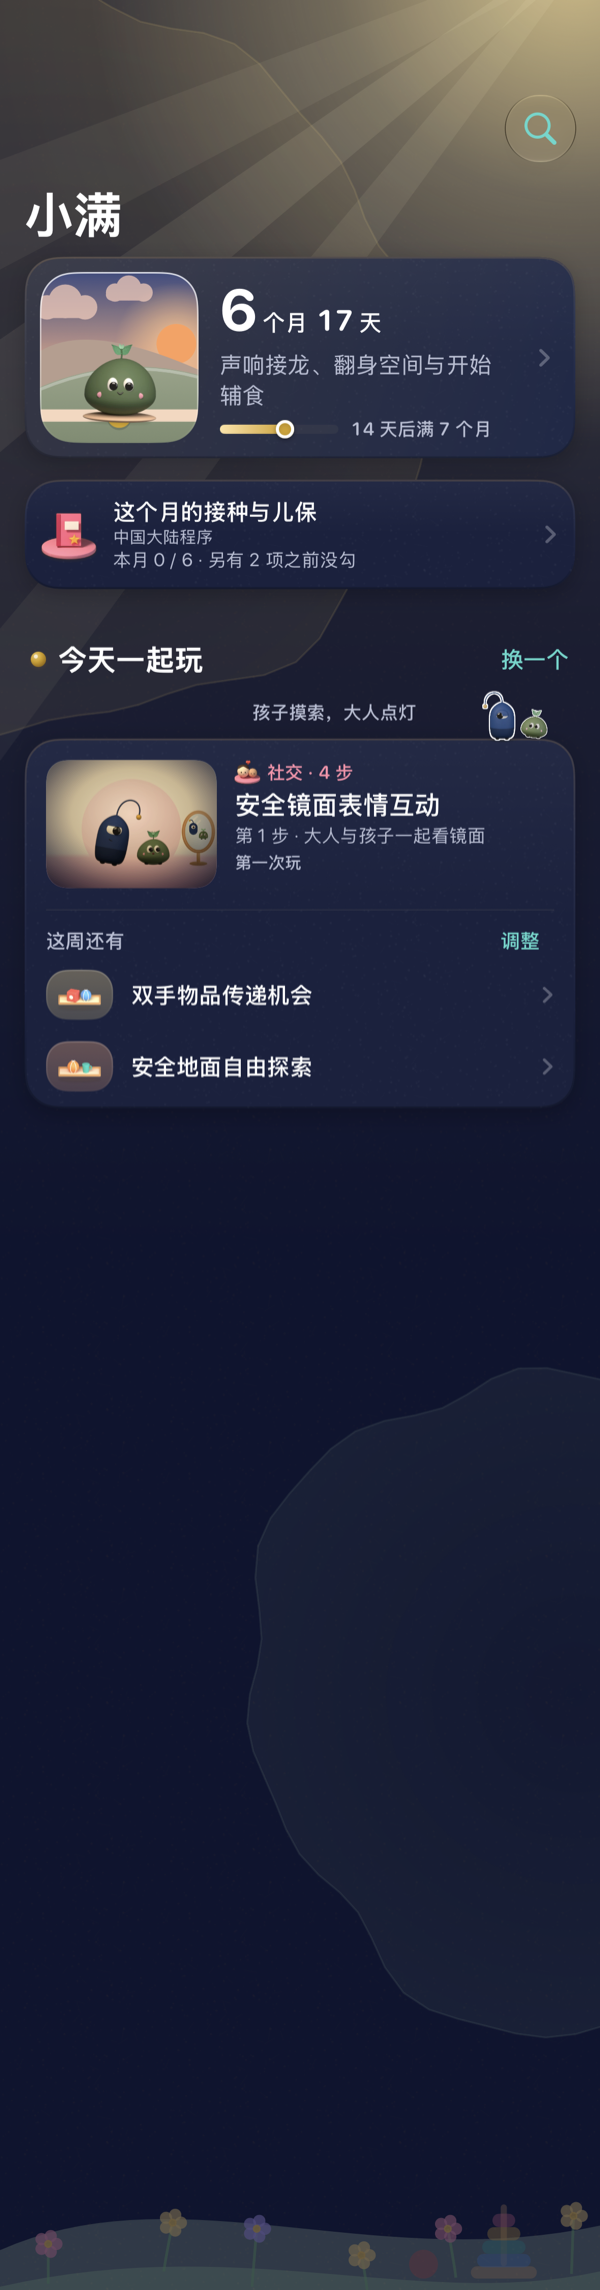 小满
6个月 17 天
声响接龙、翻身空间与开始
辅食
14 天后满 7 个月
这个月的接种与儿保
中国大陆程序
本月 0 / 6 · 另有 2 项之前没勾
今天一起玩
换一个
孩子摸索，大人点灯
社交 · 4 步
安全镜面表情互动
第 1 步 · 大人与孩子一起看镜面
第一次玩
这周还有
调整
双手物品传递机会
安全地面自由探索